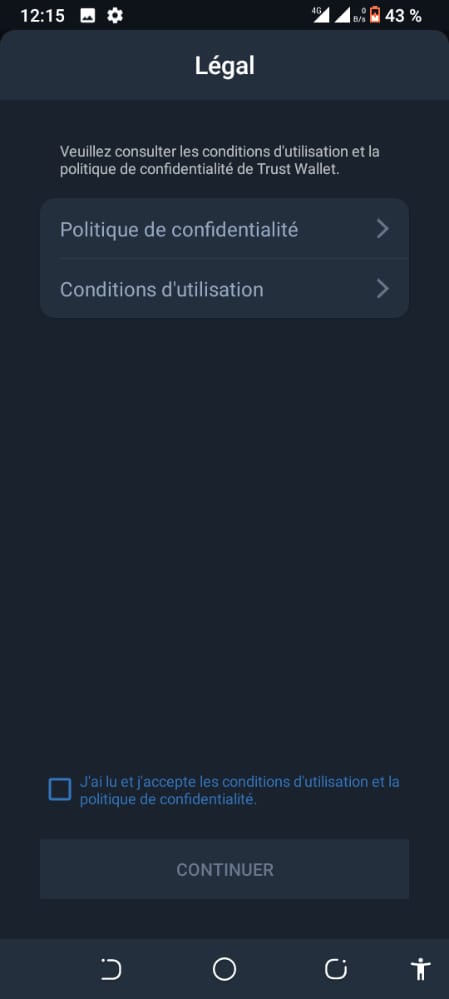 12:15
4G
0
B/s
43 %
Légal
Veuillez consulter les conditions d'utilisation et la
politique de confidentialité de Trust Wallet.
Politique de confidentialité
Conditions d'utilisation
J'ai lu et j'accepte les conditions d'utilisation et la
politique de confidentialité.
CONTINUER